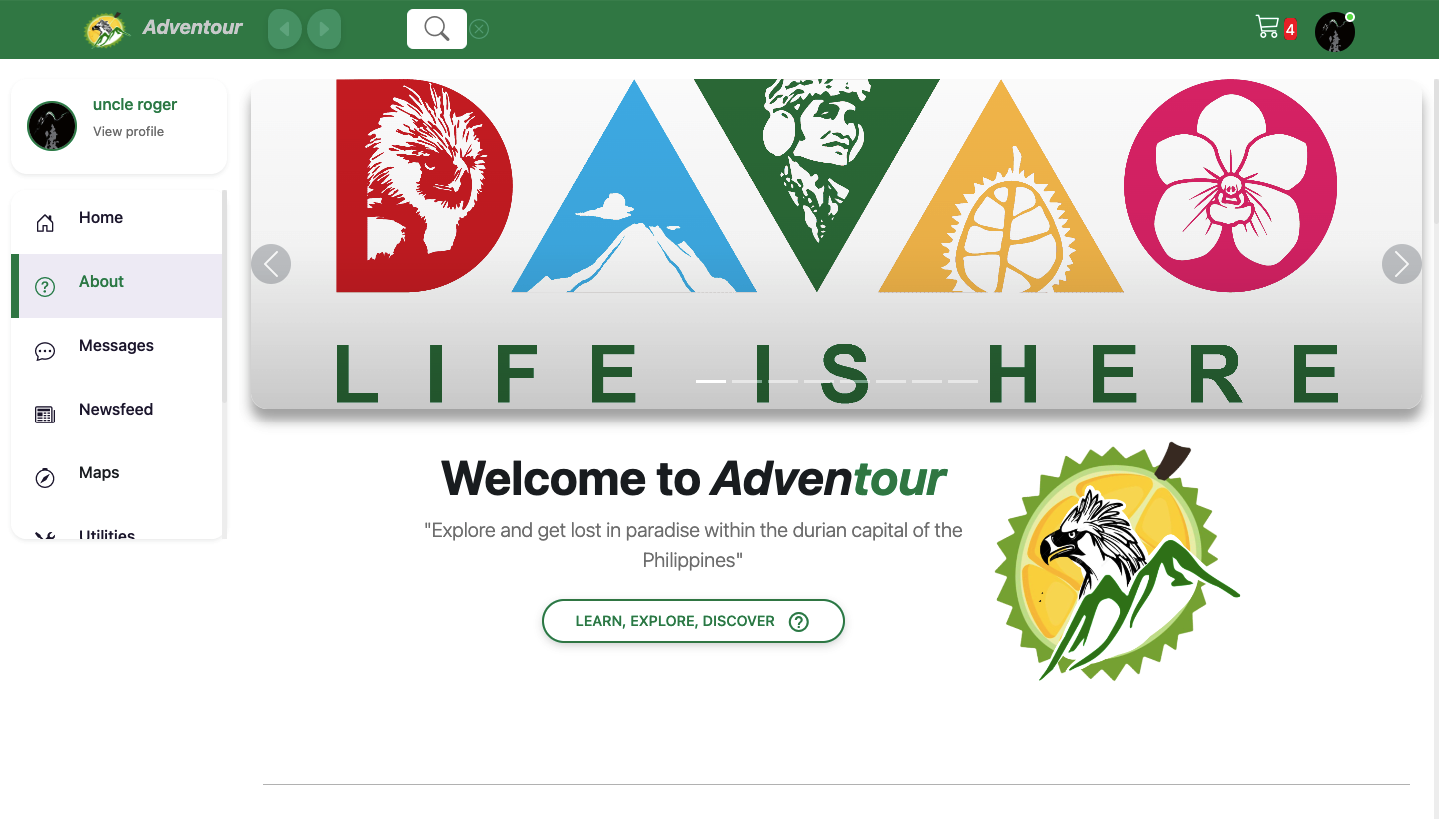 Adventour
4
uncle roger
View profile
Home
About
Messages
Newsfeed
Maps
Utilities
DAVAO
LIFE IS HERE
Welcome to Adventour
"Explore and get lost in paradise within the durian capital of the
Philippines"
LEARN, EXPLORE, DISCOVER